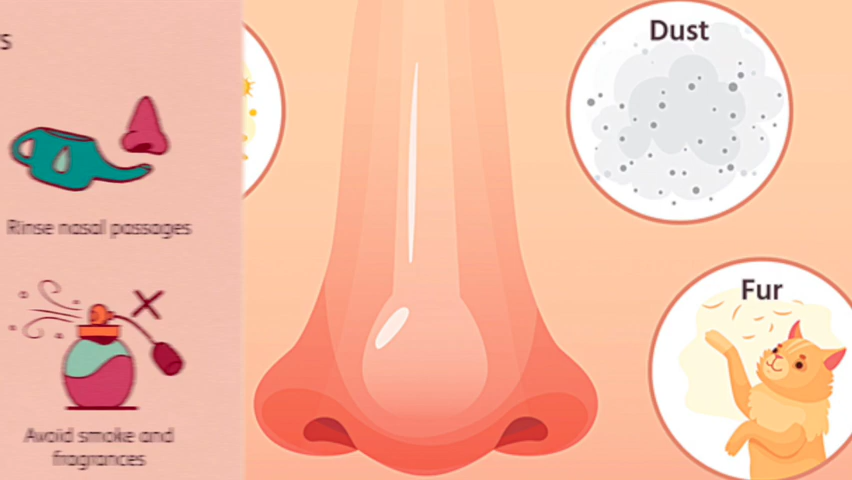 Rinse nasal passages
Avoid smoke and
fragrances
Dust
Fur